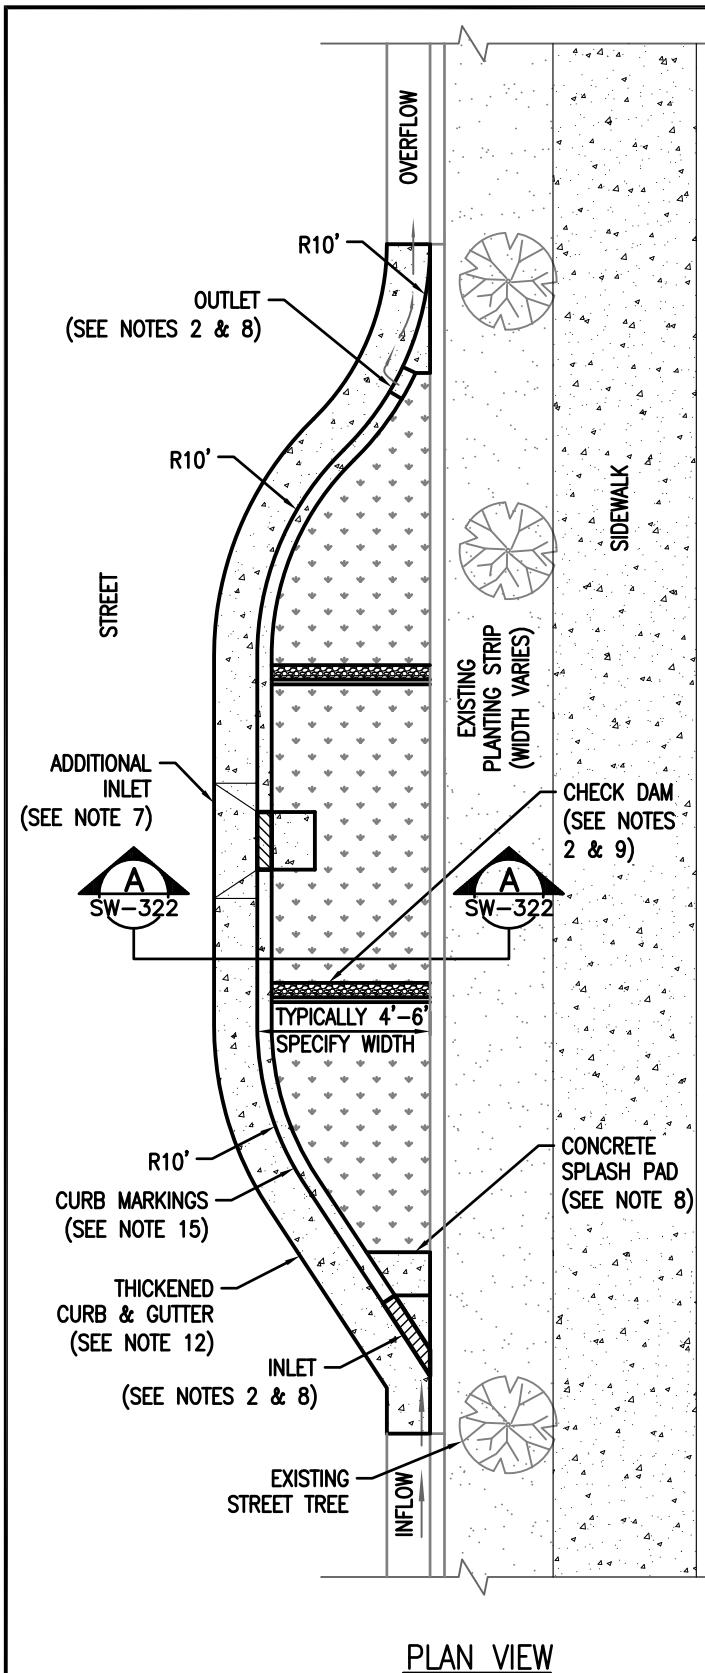 OVERFLOW
R10'
OUTLET
(SEE NOTES 2 & 8)
R10'
SIDEWALK
STREET
EXISTING
PLANTING STRIP
(WIDTH VARIES)
ADDITIONAL
INLET
(SEE NOTE 7)
CHECK DAM
(SEE NOTES
2 & 9)
A
SW-322
A
SW-322
TYPICALLY 4'-6'
SPECIFY WIDTH
R10'
CONCRETE
SPLASH PAD
(SEE NOTE 8)
CURB MARKINGS
(SEE NOTE 15)
THICKENED
CURB & GUTTER
(SEE NOTE 12)
INLET
(SEE NOTES 2 & 8)
EXISTING
STREET TREE
INFLOW
PLAN VIEW